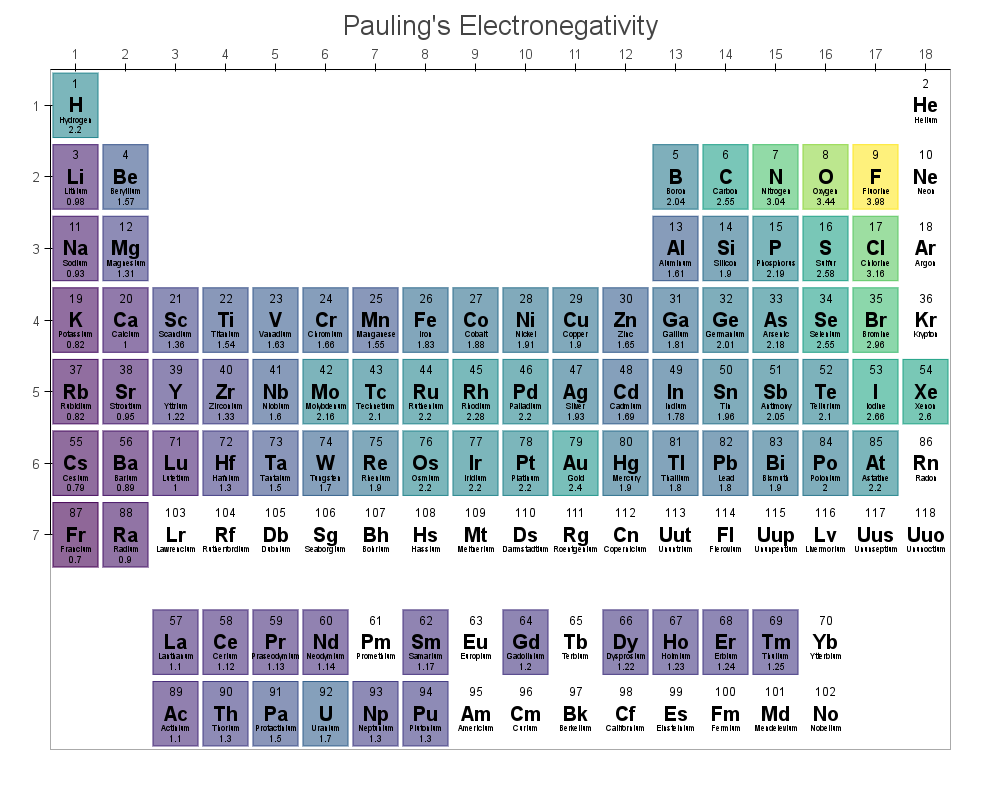 Pauling's Electronegativity
1 2 3 4 5 6 7 8 9 10 11 12 13 14 15 16 17 18
1 2
1 H He
Hydrogen Helium
2.2
3 4 5 6 7 8 9 10
2 Li Be B C N O F Ne
Lithium Beryllium Boron Carbon Nitrogen Oxygen Fluorine Neon
0.98 1.57 2.04 2.55 3.04 3.44 3.98
11 12 13 14 15 16 17 18
3 Na Mg Al Si P S Cl Ar
Sodium Magnesium Aluminum Silicon Phosphorus Sulfur Chlorine Argon
0.93 1.31 1.61 1.9 2.19 2.58 3.16
19 20 21 22 23 24 25 26 27 28 29 30 31 32 33 34 35 36
4 K Ca Sc Ti V Cr Mn Fe Co Ni Cu Zn Ga Ge As Se Br Kr
Potassium Calcium Scandium Titanium Vanadium Chromium Manganese Iron Cobalt Nickel Copper Zinc Gallium Germanium Arsenic Selenium Bromine Krypton
0.82 1 1.36 1.54 1.63 1.66 1.55 1.83 1.88 1.91 1.9 1.65 1.81 2.01 2.18 2.55 2.96
37 38 39 40 41 42 43 44 45 46 47 48 49 50 51 52 53 54
5 Rb Sr Y Zr Nb Mo Tc Ru Rh Pd Ag Cd In Sn Sb Te I Xe
Rubidium Strontium Yttrium Zirconium Niobium Molybdenum Technetium Ruthenium Rhodium Palladium Silver Cadmium Indium Tin Antimony Tellurium Iodine Xenon
0.82 0.95 1.22 1.33 1.6 2.16 2.1 2.2 2.28 2.2 1.93 1.69 1.78 1.96 2.05 2.1 2.66 2.6
55 56 71 72 73 74 75 76 77 78 79 80 81 82 83 84 85 86
6 Cs Ba Lu Hf Ta W Re Os Ir Pt Au Hg Tl Pb Bi Po At Rn
Cesium Barium Lutetium Hafnium Tantalum Tungsten Rhenium Osmium Iridium Platinum Gold Mercury Thallium Lead Bismuth Polonium Astatine Radon
0.79 0.89 1 1.3 1.5 1.7 1.9 2.2 2.2 2.2 2.4 1.9 1.8 1.8 1.9 2 2.2
87 88 103 104 105 106 107 108 109 110 111 112 113 114 115 116 117 118
7 Fr Ra Lr Rf Db Sg Bh Hs Mt Ds Rg Cn Uut Fl Uup Lv Uus Uuo
Francium Radium Lawrencium Rutherfordium Dubnium Seaborgium Bohrium Hassium Meitnerium Darmstadtium Roentgenium Copernicium Ununtrium Flerovium Ununpentium Livermorium Ununseptium Ununoctium
0.7 0.9
57 58 59 60 61 62 63 64 65 66 67 68 69 70
La Ce Pr Nd Pm Sm Eu Gd Tb Dy Ho Er Tm Yb
Lanthanum Cerium Praseodymium Neodymium Promethium Samarium Europium Gadolinium Terbium Dysprosium Holmium Erbium Thulium Ytterbium
1.1 1.12 1.13 1.14 1.17 1.2 1.22 1.23 1.24 1.25
89 90 91 92 93 94 95 96 97 98 99 100 101 102
Ac Th Pa U Np Pu Am Cm Bk Cf Es Fm Md No
Actinium Thorium Protactinium Uranium Neptunium Plutonium Americium Curium Berkelium Californium Einsteinium Fermium Mendelevium Nobelium
1.1 1.3 1.5 1.7 1.3 1.3